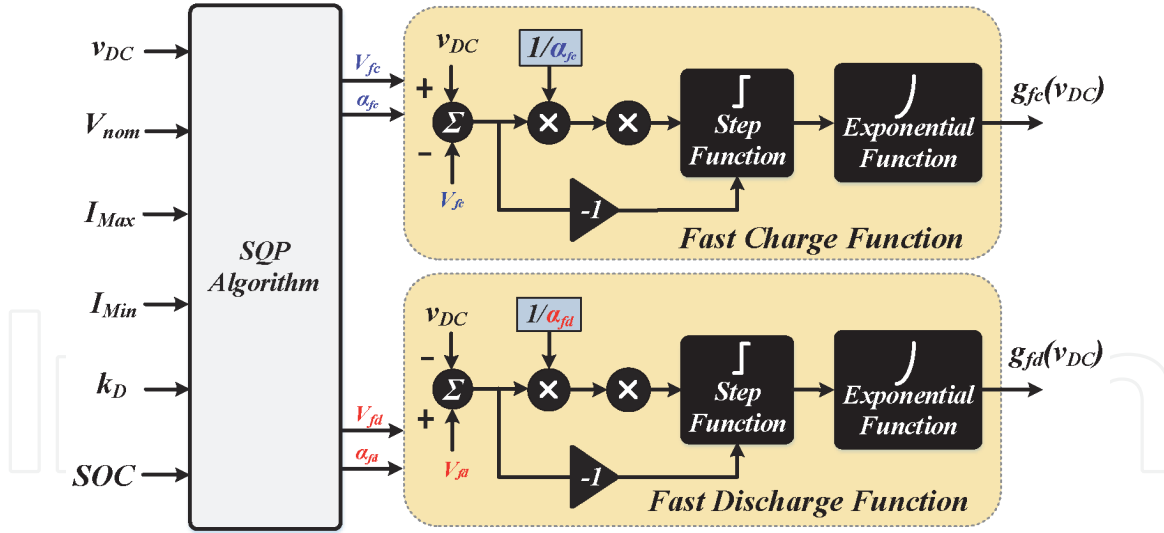 v_DC
V_nom
I_Max
I_Min
k_D
SOC
SQP
Algorithm
V_fc
α_fc
V_fd
α_fd
v_DC
1/α_fc
+
Σ
−
V_fc
×
×
-1
Step
Function
Exponential
Function
g_fc(v_DC)
Fast Charge Function
v_DC
1/α_fd
−
Σ
+
V_fd
×
×
-1
Step
Function
Exponential
Function
g_fd(v_DC)
Fast Discharge Function